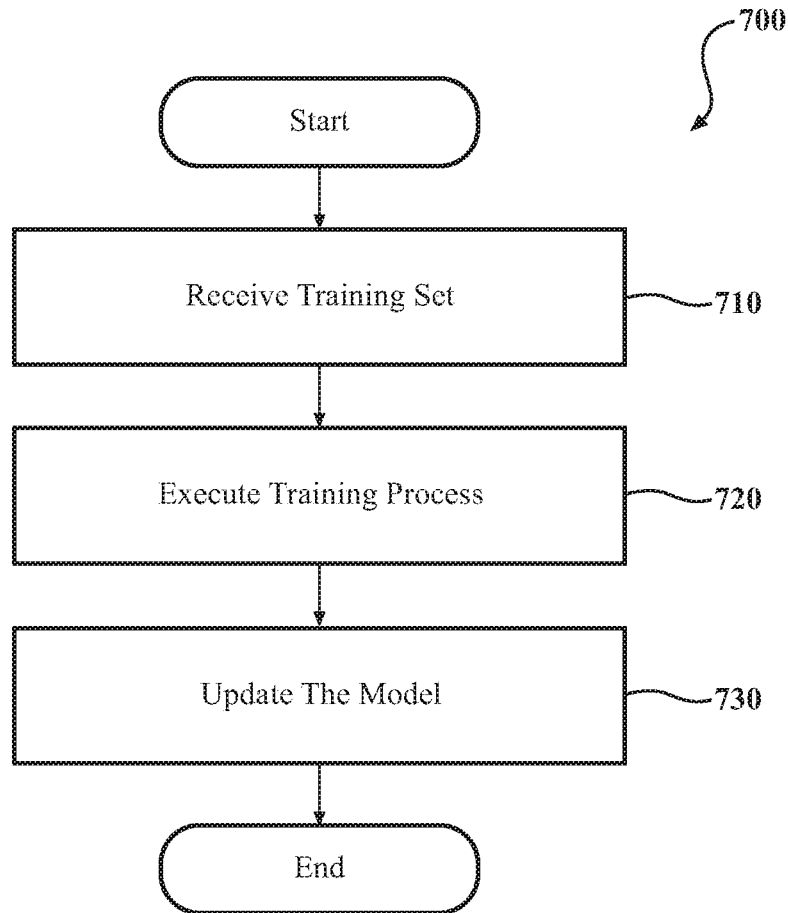 700
Start
Receive Training Set
710
Execute Training Process
720
Update The Model
730
End